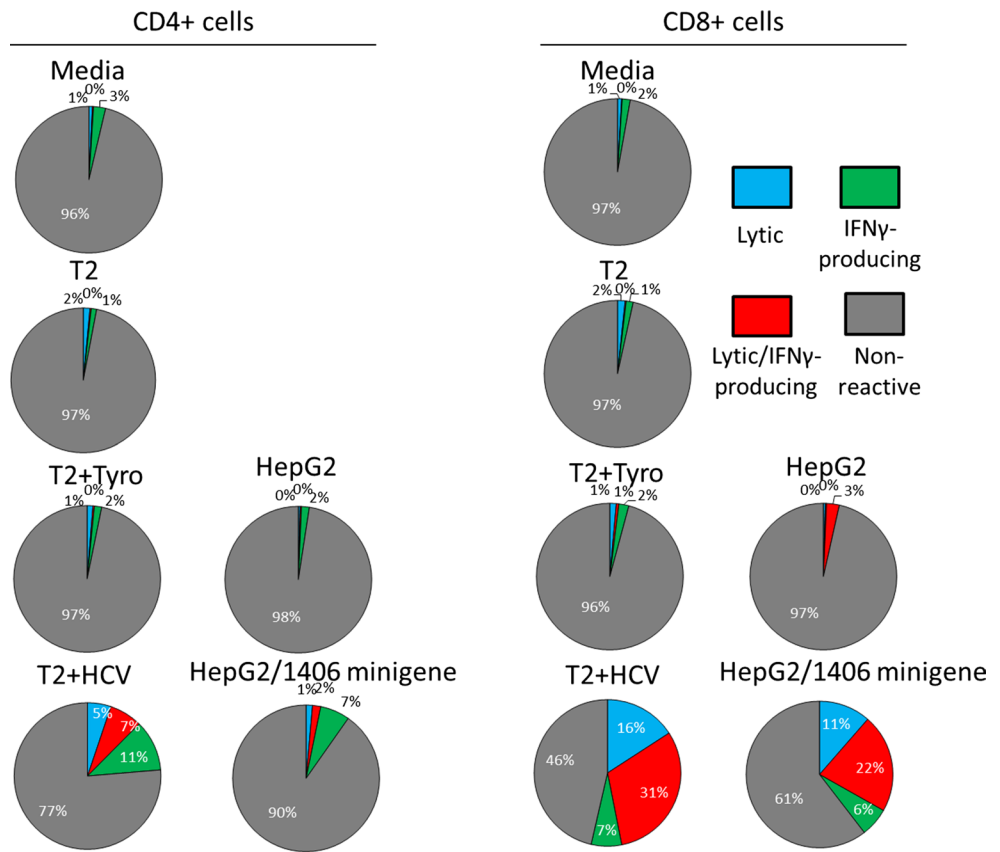 CD4+ cells
CD8+ cells
Media
1%
0%
3%
96%
Media
1%
0%
2%
97%
Lytic
IFNγ-
producing
Lytic/IFNγ-
producing
Non-
reactive
T2
2%
0%
1%
97%
T2
2%
0%
1%
97%
T2+Tyro
1%
0%
2%
97%
HepG2
0%
0%
2%
98%
T2+Tyro
1%
1%
2%
96%
HepG2
0%
0%
3%
97%
T2+HCV
5%
7%
11%
77%
HepG2/1406 minigene
1%
2%
7%
90%
T2+HCV
16%
31%
7%
46%
HepG2/1406 minigene
11%
22%
6%
61%